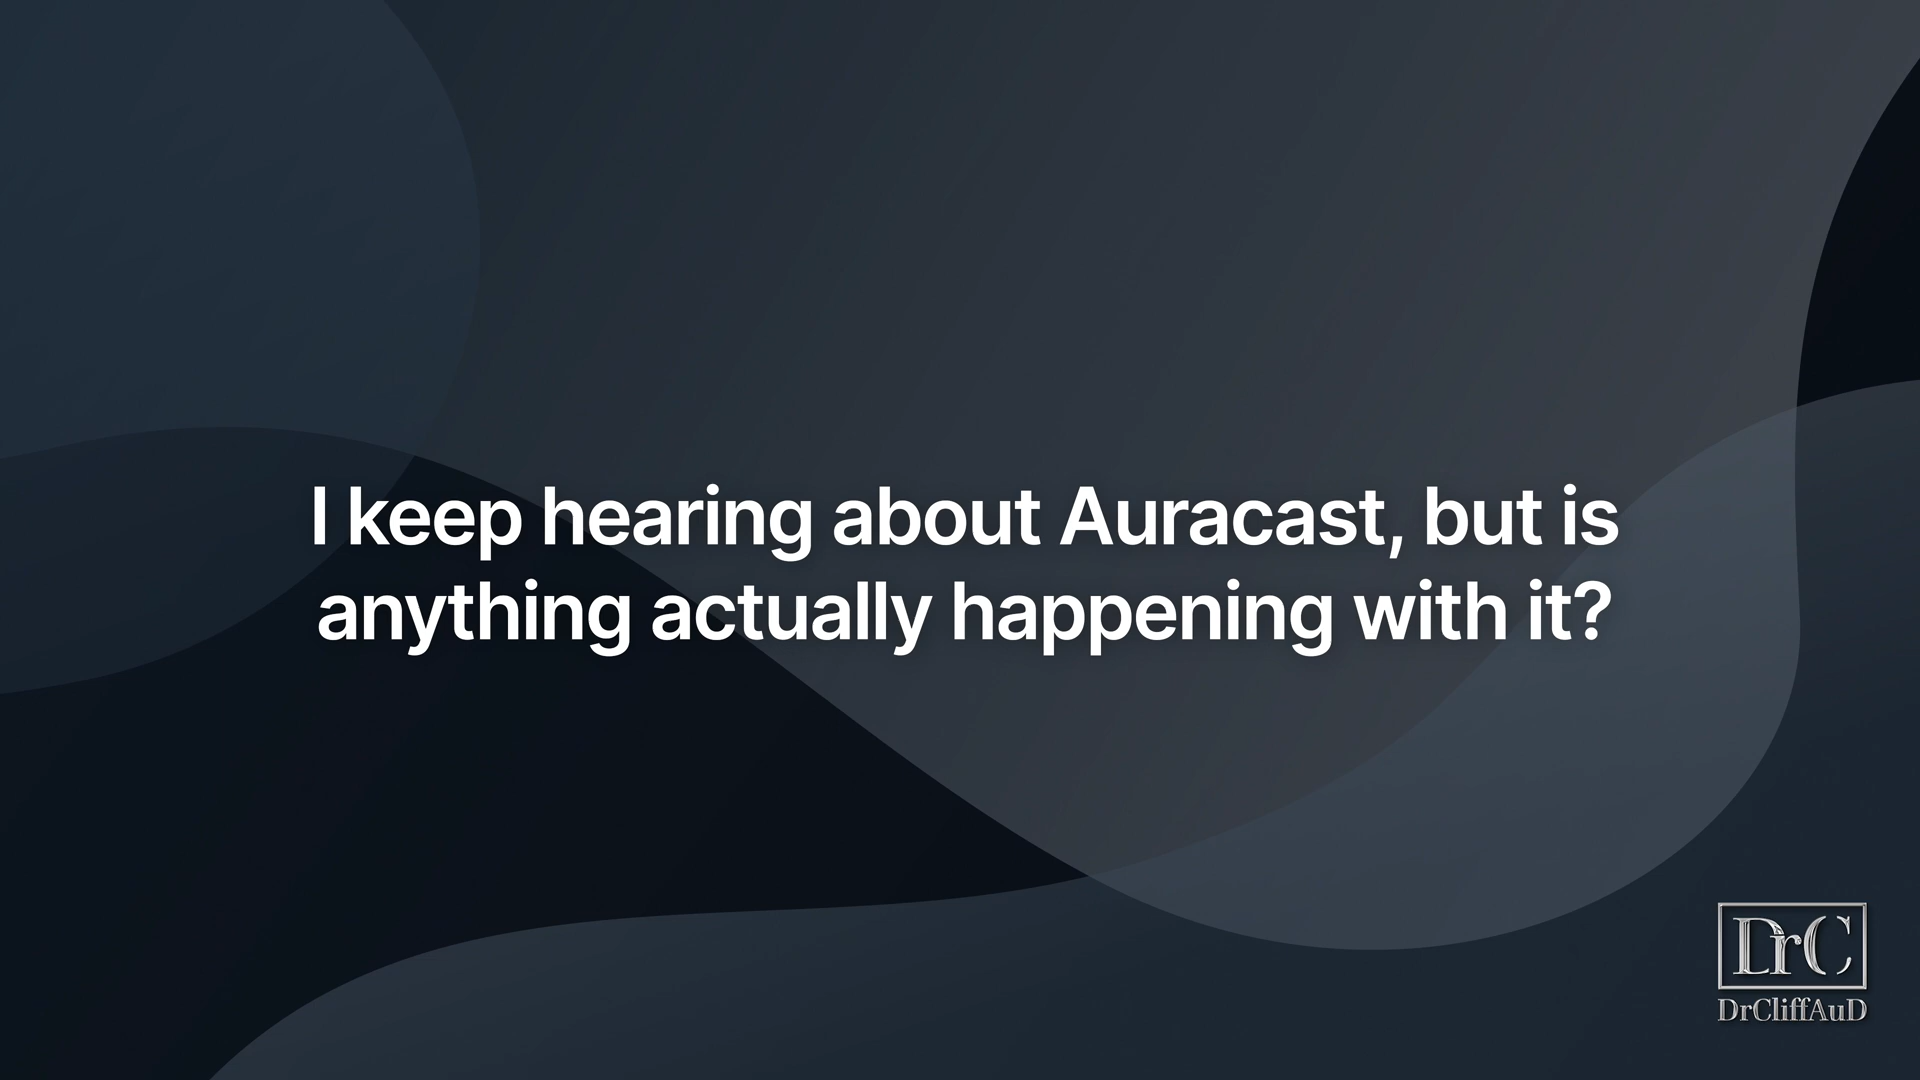 I keep hearing about Auracast, but is
anything actually happening with it?
DrC
DrCliffAuD